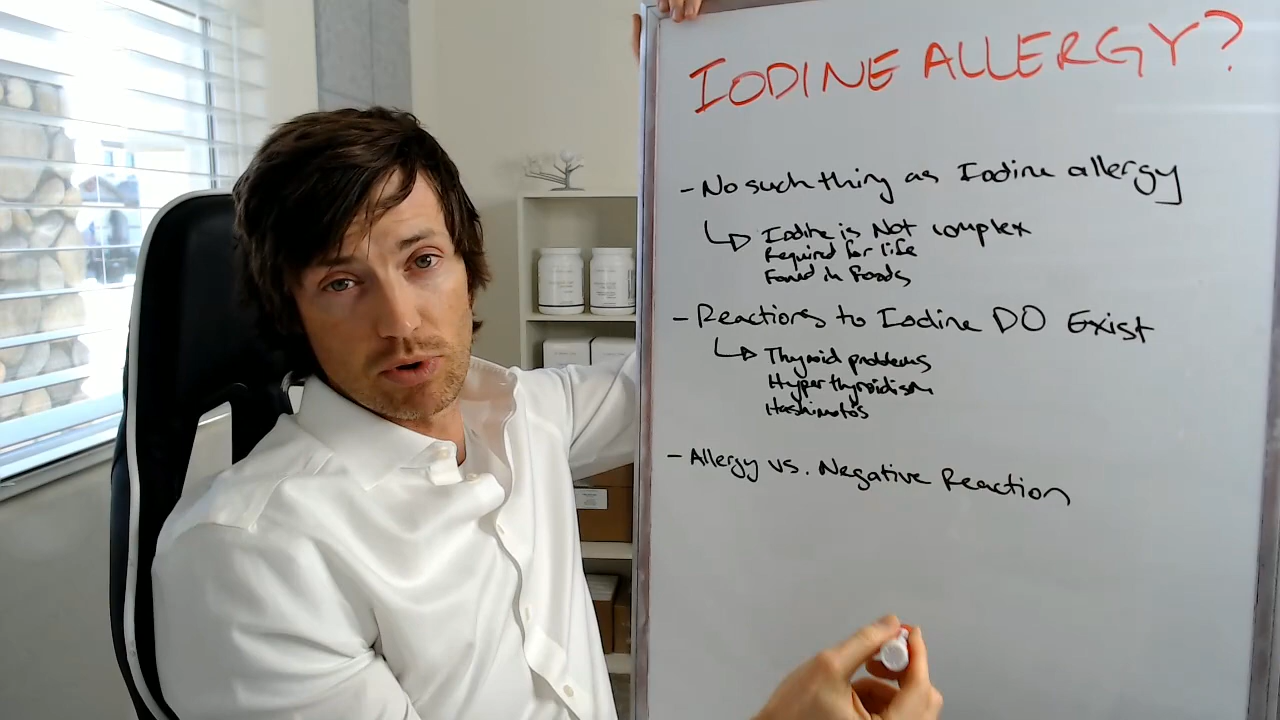 IODINE ALLERGY?
- No such thing as Iodine allergy
Iodine is Not complex
Required for life
Found in foods
- Reactions to Iodine DO Exist
Thyroid problems
Hyperthyroidism
Hashimoto's
- Allergy vs. Negative Reaction